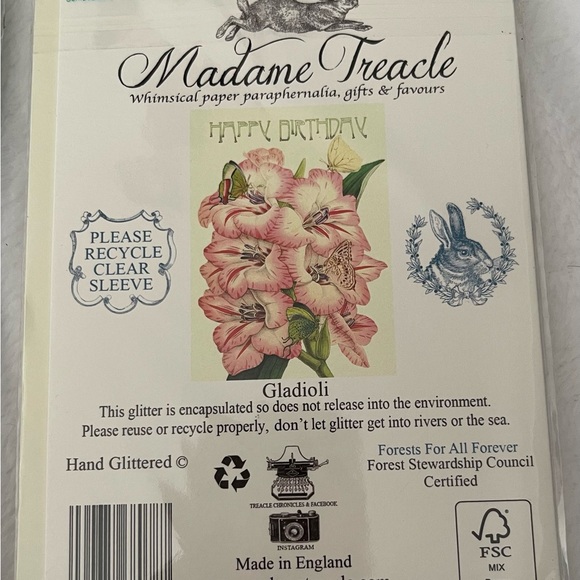 Madame Treacle
Whimsical paper paraphernalia, gifts & favours
HAPPY BIRTHDAY
PLEASE
RECYCLE
CLEAR
SLEEVE
Gladioli
This glitter is encapsulated so does not release into the environment.
Please reuse or recycle properly, don't let glitter get into rivers or the sea.
Hand Glittered ©
TREACLE CHRONICLES & FACEBOOK
INSTAGRAM
Made in England
Forests For All Forever
Forest Stewardship Council
Certified
FSC
MIX